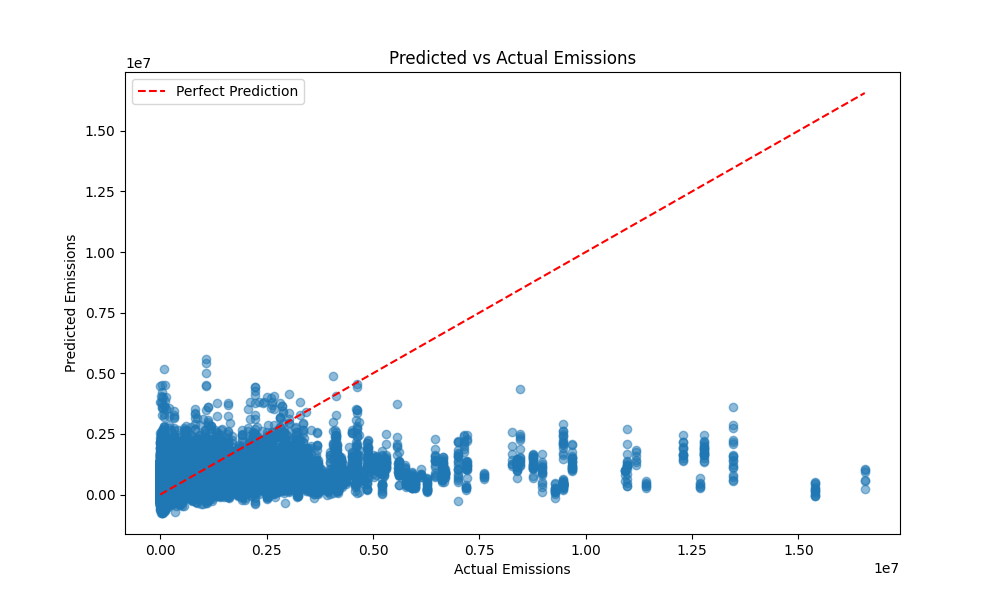 Predicted vs Actual Emissions
1e7
Perfect Prediction
1.50
1.25
1.00
0.75
0.50
0.25
0.00
Predicted Emissions
0.00 0.25 0.50 0.75 1.00 1.25 1.50
Actual Emissions
1e7